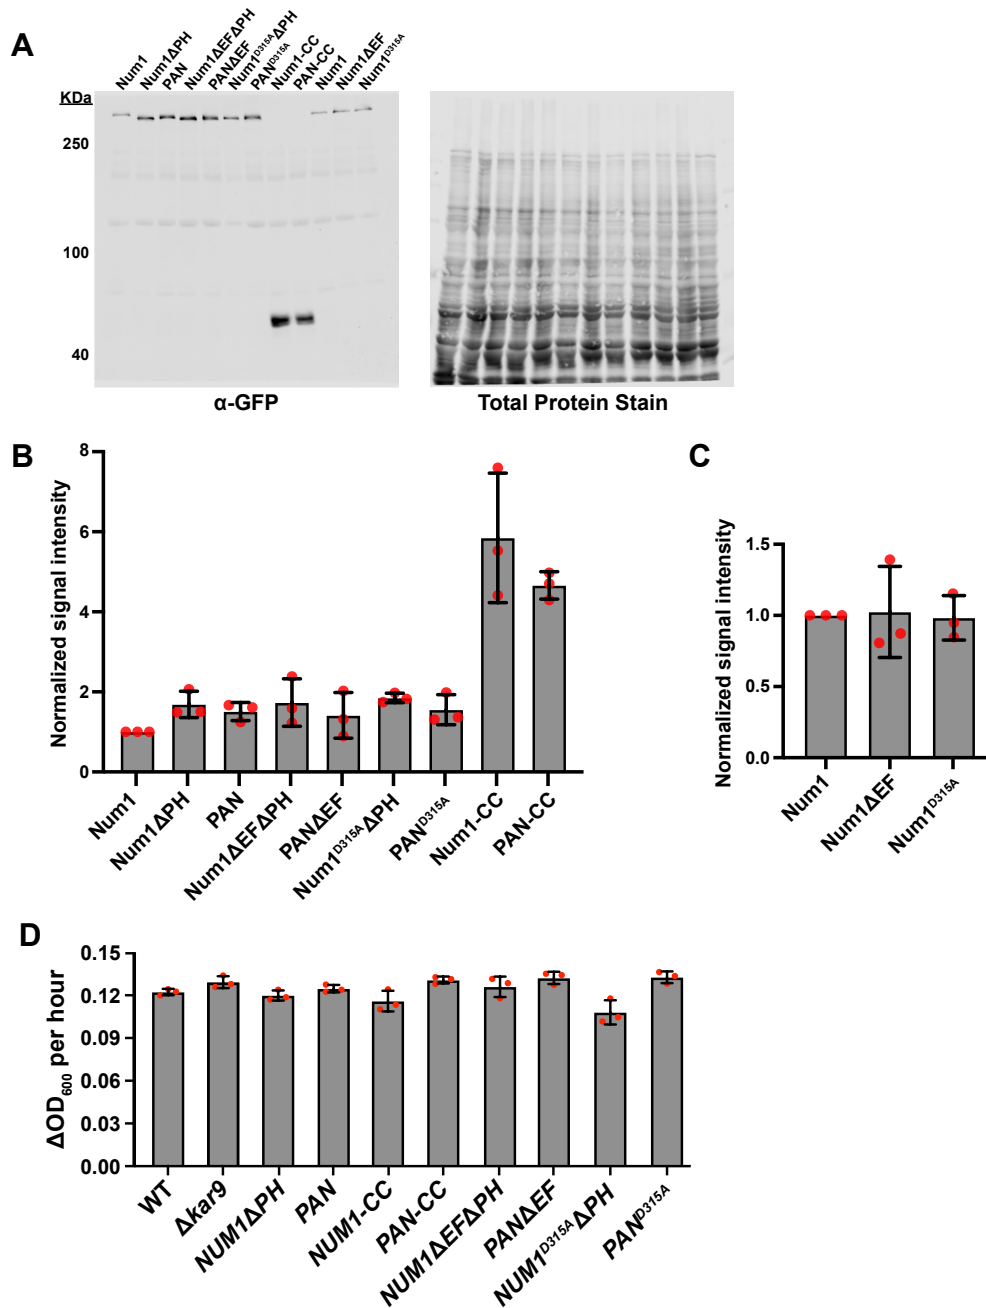 A
Num1
Num1ΔPH
PAN
Num1ΔEFΔPH
PANΔEF
Num1D315AΔPH
PAND315A
Num1-CC
PAN-CC
Num1
Num1ΔEF
Num1D315A
KDa
250
100
40
α-GFP
Total Protein Stain
B
Normalized signal intensity
8
6
4
2
0
Num1
Num1ΔPH
PAN
Num1ΔEFΔPH
PANΔEF
Num1D315AΔPH
PAND315A
Num1-CC
PAN-CC
C
Normalized signal intensity
1.5
1.0
0.5
0.0
Num1
Num1ΔEF
Num1D315A
D
ΔOD600 per hour
0.15
0.12
0.09
0.06
0.03
0.00
WT
Δkar9
NUM1ΔPH
PAN
NUM1-CC
PAN-CC
NUM1ΔEFΔPH
PANΔEF
NUM1D315AΔPH
PAND315A